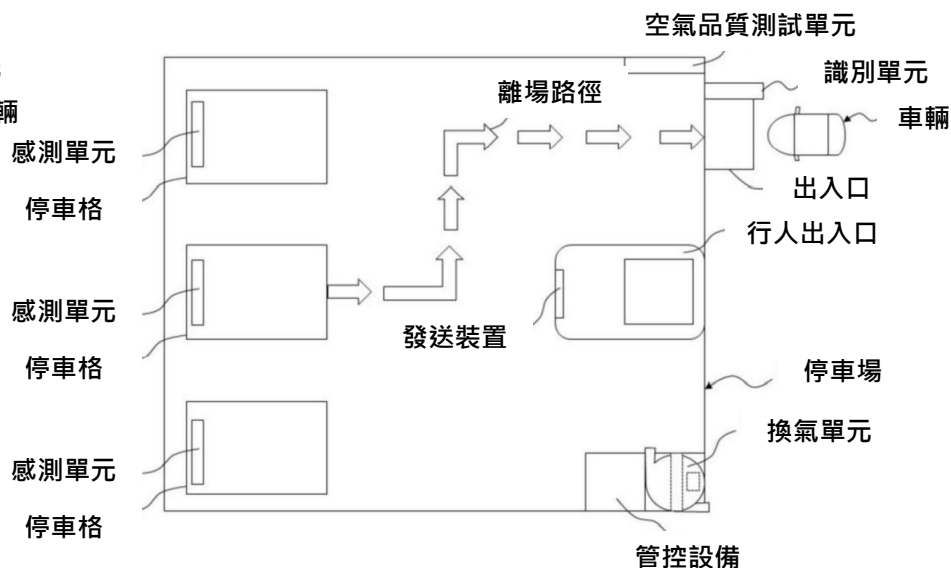 空氣品質測試單元
識別單元
離場路徑
輛
車輛
感測單元
出入口
停車格
行人出入口
感測單元
發送裝置
停車格
停車場
換氣單元
感測單元
停車格
管控設備